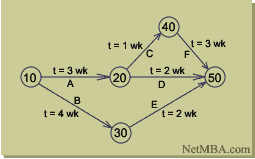 40
t = 1 wk
t = 3 wk
C
F
10
t = 3 wk
20
t = 2 wk
50
A
D
B
E
t = 4 wk
t = 2 wk
30
NetMBA.com